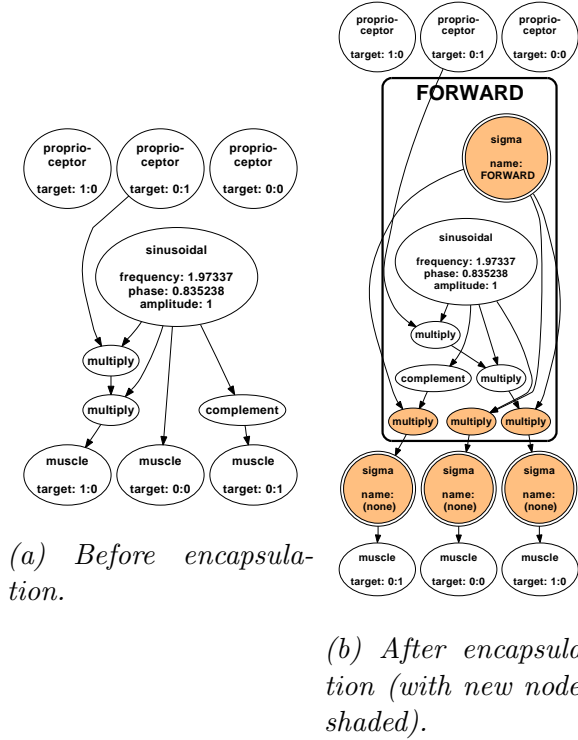 proprio-
ceptor
target: 1:0
proprio-
ceptor
target: 0:1
proprio-
ceptor
target: 0:0
sinusoidal
frequency: 1.97337
phase: 0.835238
amplitude: 1
multiply
multiply
complement
muscle
target: 1:0
muscle
target: 0:0
muscle
target: 0:1
(a) Before encapsula-
tion.
proprio-
ceptor
target: 1:0
proprio-
ceptor
target: 0:1
proprio-
ceptor
target: 0:0
FORWARD
sigma
name:
FORWARD
sinusoidal
frequency: 1.97337
phase: 0.835238
amplitude: 1
multiply
complement
multiply
multiply
multiply
multiply
sigma
name:
(none)
sigma
name:
(none)
sigma
name:
(none)
muscle
target: 0:1
muscle
target: 0:0
muscle
target: 1:0
(b) After encapsula
tion (with new node
shaded).